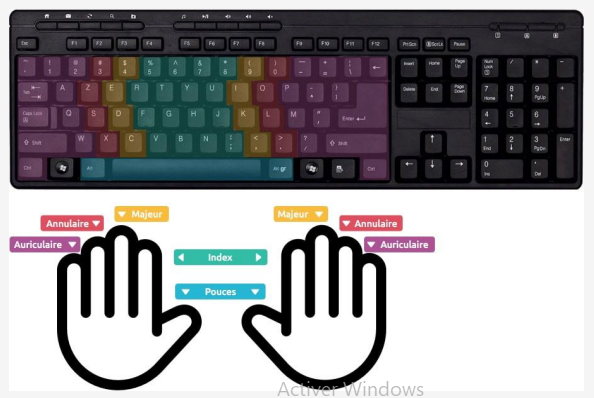 Esc F1 F2 F3 F4 F5 F6 F7 F8 F9 F10 F11 F12 PrtScn ScrLk Pause
~ ! 1 @ 2 # 3 $ 4 % 5 ^ 6 & 7 * 8 ( 9 ) 0
Tab A Z E R T Y U I O P
Caps Lock Q S D F G H J K L M Enter
Shift W X C V B N : ; < , > . ? / Shift
Ctrl Alt Alt gr Ctrl
Insert Home Page Up
Delete End Page Down
Num Lock / * -
7 Home 8 9 PgUp +
4 5 6
1 End 2 3 PgDn Enter
0 Ins . Del
Majeur Majeur
Annulaire Annulaire
Auriculaire Auriculaire
Index
Pouces
Activer Windows